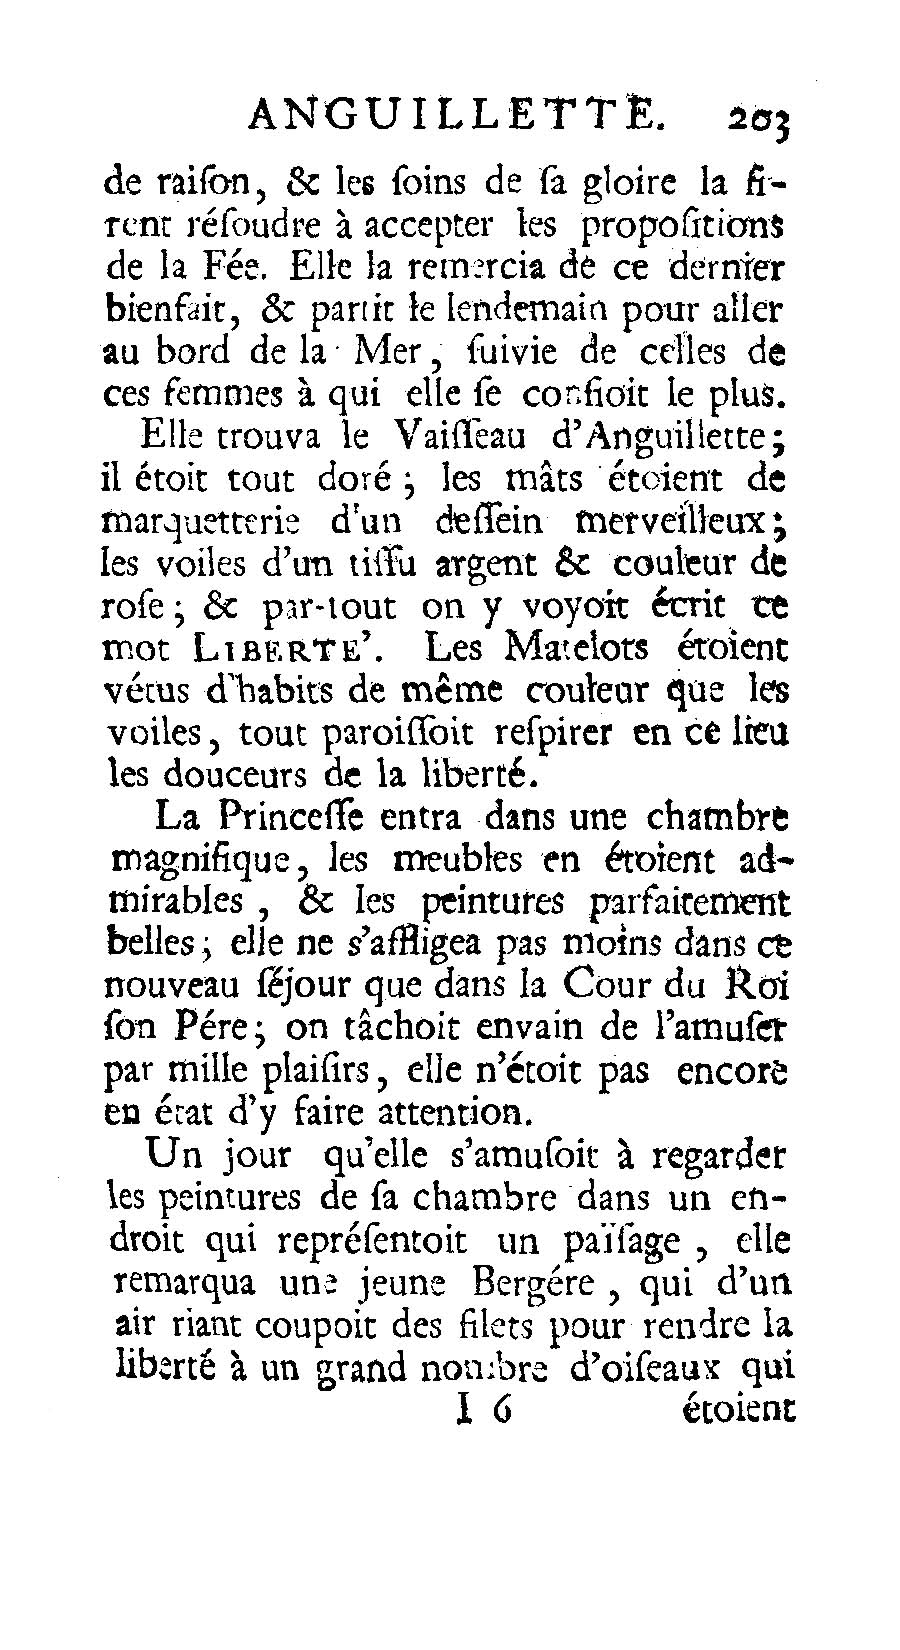 ANGUILLETTE. 203
de raiſon, & les ſoins de ſa gloire la fi-
rent réſoudre à accepter les propoſitions
de la Fée. Elle la remercia de ce dernier
bienfait, & partit le lendemain pour aller
au bord de la Mer, ſuivie de celles de
ces femmes à qui elle ſe confioit le plus.
Elle trouva le Vaiſſeau d'Anguillette;
il étoit tout doré; les mâts étoient de
marquetterie d'un deſſein merveilleux;
les voiles d'un tiſſu argent & couleur de
roſe; & par-tout on y voyoit écrit ce
mot LIBERTE'. Les Matelots étoient
vétus d'habits de même couleur que les
voiles, tout paroiſſoit reſpirer en ce lieu
les douceurs de la liberté.
La Princeſſe entra dans une chambre
magnifique, les meubles en étoient ad-
mirables, & les peintures parfaitement
belles; elle ne s'affligea pas moins dans ce
nouveau ſéjour que dans la Cour du Roi
ſon Pére; on tâchoit envain de l'amuſer
par mille plaiſirs, elle n'étoit pas encore
en état d'y faire attention.
Un jour qu'elle s'amuſoit à regarder
les peintures de ſa chambre dans un en-
droit qui repréſentoit un païſage, elle
remarqua une jeune Bergére, qui d'un
air riant coupoit des filets pour rendre la
liberté à un grand nombre d'oiſeaux qui
I 6 étoient